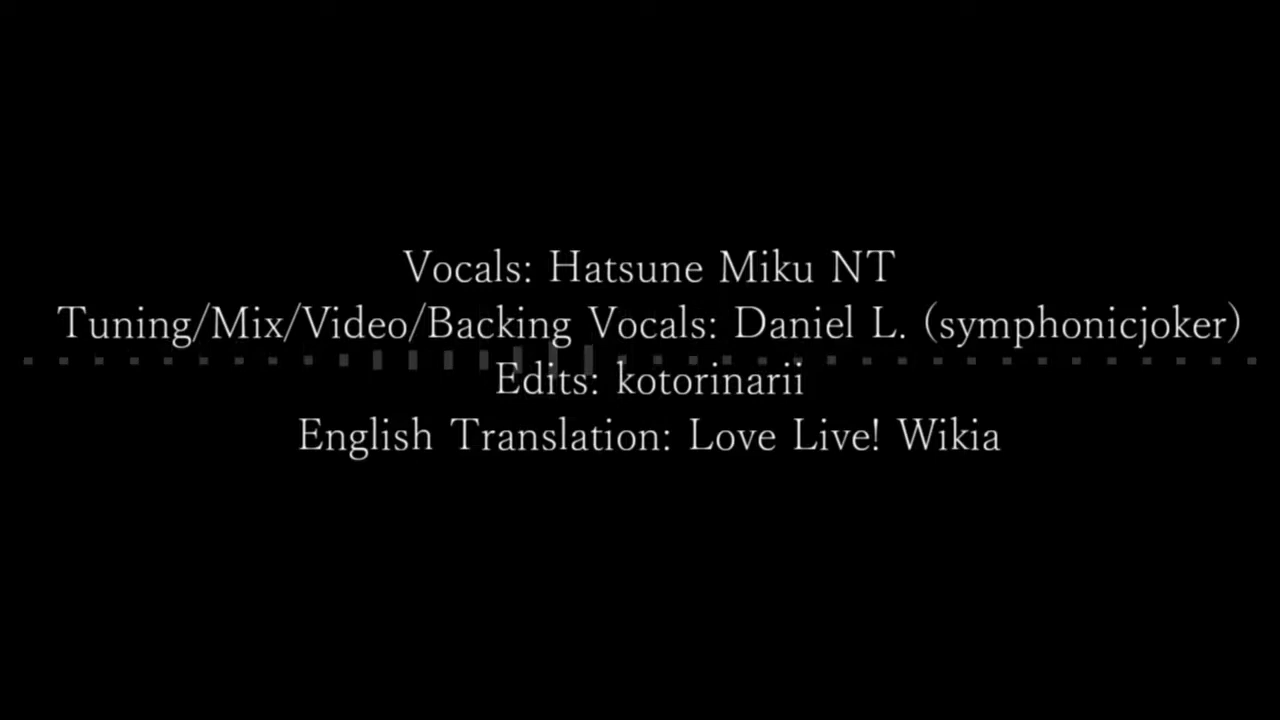 Vocals: Hatsune Miku NT
Tuning/Mix/Video/Backing Vocals: Daniel L. (symphonicjoker)
Edits: kotorinarii
English Translation: Love Live! Wikia